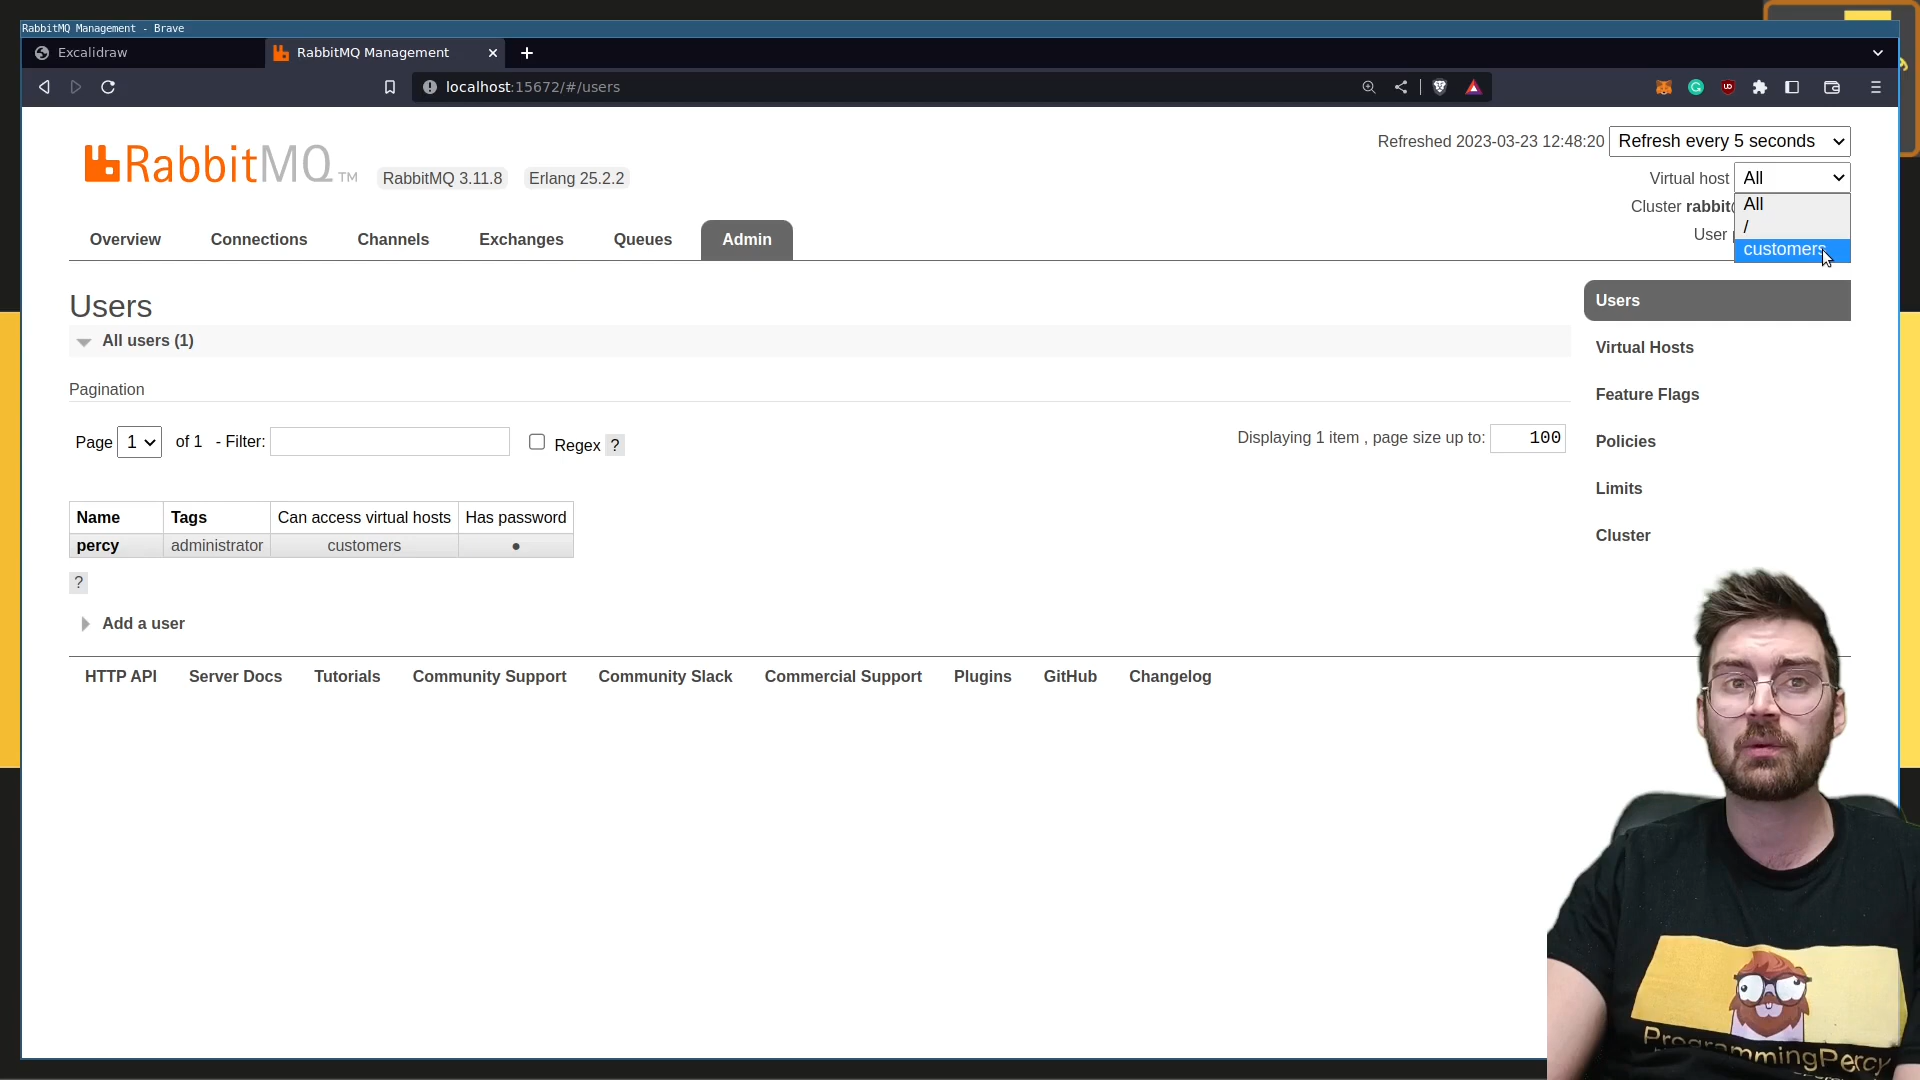 RabbitMQ Management - Brave
Excalidraw
RabbitMQ Management
localhost:15672/#/users
RabbitMQ TM
RabbitMQ 3.11.8
Erlang 25.2.2
Refreshed 2023-03-23 12:48:20
Refresh every 5 seconds
Virtual host
All
All
/
customers
Cluster rabbit
User
Overview
Connections
Channels
Exchanges
Queues
Admin
Users
All users (1)
Pagination
Page 1 of 1 - Filter:
Regex ?
Displaying 1 item , page size up to: 100
Name Tags Can access virtual hosts Has password
percy administrator customers ●
?
Add a user
HTTP API
Server Docs
Tutorials
Community Support
Community Slack
Commercial Support
Plugins
GitHub
Changelog
Users
Virtual Hosts
Feature Flags
Policies
Limits
Cluster
ProgrammingPercy